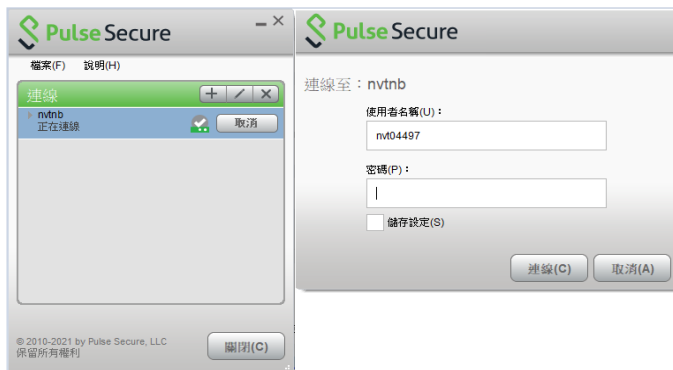 Pulse Secure
檔案(F) 說明(H)
連線
nvtnb
正在連線
取消
© 2010-2021 by Pulse Secure, LLC
保留所有權利
關閉(C)
Pulse Secure
連線至：nvtnb
使用者名稱(U)：
nvt04497
密碼(P)：
儲存設定(S)
連線(C) 取消(A)